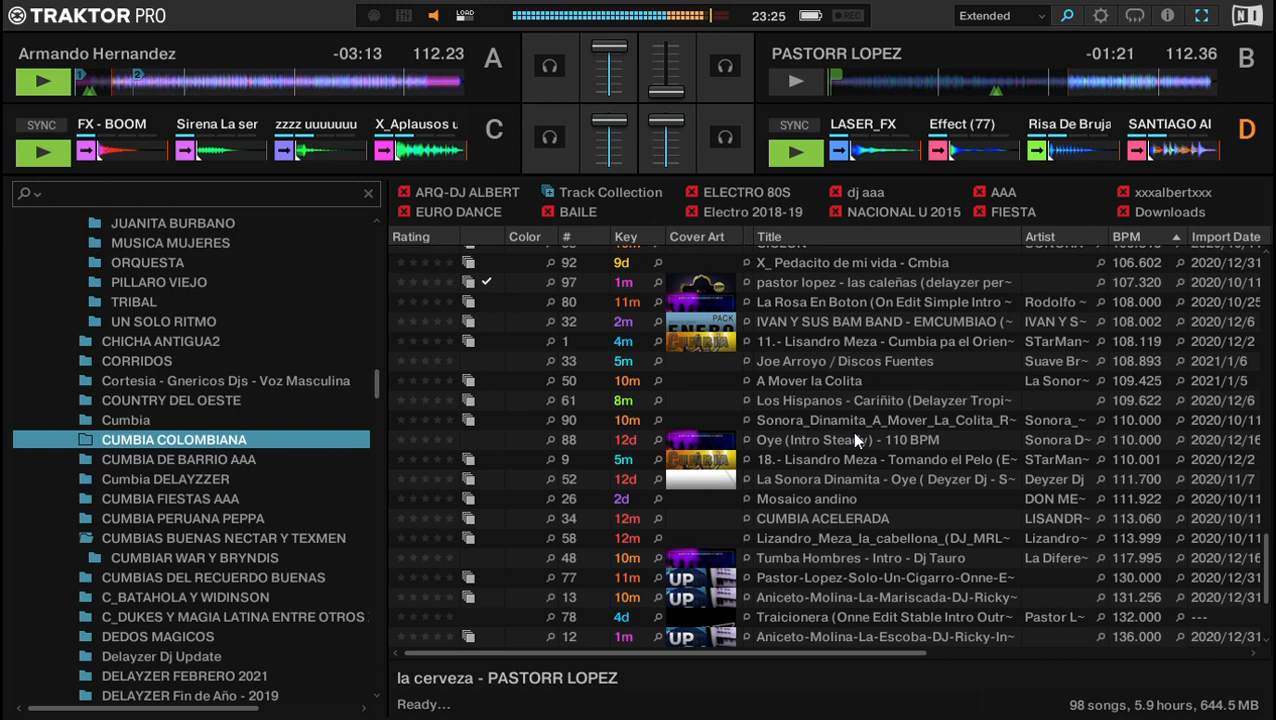 TRAKTOR PRO LOAD 23:25 REC Extended
Armando Hernandez -03:13 112.23 A PASTORR LOPEZ -01:21 112.36 B
1 2
SYNC FX - BOOM Sirena La ser zzzz uuuuuuu X_Aplausos u C SYNC LASER_FX Effect (77) Risa De Bruja SANTIAGO AI D
ARQ-DJ ALBERT Track Collection ELECTRO 80S dj aaa AAA xxxalbertxxx
EURO DANCE BAILE Electro 2018-19 NACIONAL U 2015 FIESTA Downloads
JUANITA BURBANO
MUSICA MUJERES
ORQUESTA
PILLARO VIEJO
TRIBAL
UN SOLO RITMO
CHICHA ANTIGUA2
CORRIDOS
Cortesia - Gnericos Djs - Voz Masculina
COUNTRY DEL OESTE
Cumbia
CUMBIA COLOMBIANA
CUMBIA DE BARRIO AAA
Cumbia DELAYZZER
CUMBIA FIESTAS AAA
CUMBIA PERUANA PEPPA
CUMBIAS BUENAS NECTAR Y TEXMEN
CUMBIAR WAR Y BRYNDIS
CUMBIAS DEL RECUERDO BUENAS
C_BATAHOLA Y WIDINSON
C_DUKES Y MAGIA LATINA ENTRE OTROS
DEDOS MAGICOS
Delayzer Dj Update
DELAYZER FEBRERO 2021
DELAYZER Fin de Año - 2019
Rating Color # Key Cover Art Title Artist BPM Import Date
92 9d X_ Pedacito de mi vida - Cmbia 106.602 2020/12/31
97 1m pastor lopez - las caleñas (delayzer per~ 107.320 2020/10/11
80 11m La Rosa En Boton (On Edit Simple Intro ~ Rodolfo ~ 108.000 2020/10/25
32 2m PACK ENERO IVAN Y SUS BAM BAND - EMCUMBIAO (~ IVAN Y S~ 108.002 2020/12/6
1 4m CUMBIA 11.- Lisandro Meza - Cumbia pa el Orien~ STarMan~ 108.119 2020/12/2
33 5m Joe Arroyo / Discos Fuentes Suave Br~ 108.893 2021/1/6
50 10m A Mover la Colita La Sonor~ 109.425 2021/1/5
61 8m Los Hispanos - Cariñito (Delayzer Tropi~ 109.622 2020/12/6
90 10m Sonora_Dinamita_A_Mover_La_Colita_R~ Sonora_~ 110.000 2020/12/31
88 12d Oye (Intro Steady) - 110 BPM Sonora D~ 110.000 2020/12/16
9 5m CUMBIA 18.- Lisandro Meza - Tomando el Pelo (E~ STarMan~ 110.001 2020/12/2
52 12d La Sonora Dinamita - Oye ( Deyzer Dj - S~ Deyzer Dj 111.700 2020/11/7
26 2d Mosaico andino DON ME~ 111.922 2020/10/11
34 12m CUMBIA ACELERADA LISANDR~ 113.060 2020/10/11
58 12m Lizandro_Meza_la_cabellona_(DJ_MRL~ Lizandro~ 113.999 2020/10/11
48 10m Tumba Hombres - Intro - Dj Tauro La Difere~ 114.000 2020/10/11
77 11m UP Pastor-Lopez-Solo-Un-Cigarro-Onne-E~ 2020/12/31
13 10m UP Aniceto-Molina-La-Mariscada-DJ-Ricky~ 131.256 2020/12/31
78 4d Traicionera (Onne Edit Simple Intro Outr~ Pastor L~ 132.000 ---
12 1m UP Aniceto-Molina-La-Escoba-DJ-Ricky-In~ 136.000 2020/12/31
la cerveza - PASTORR LOPEZ
Ready... 98 songs, 5.9 hours, 644.5 MB